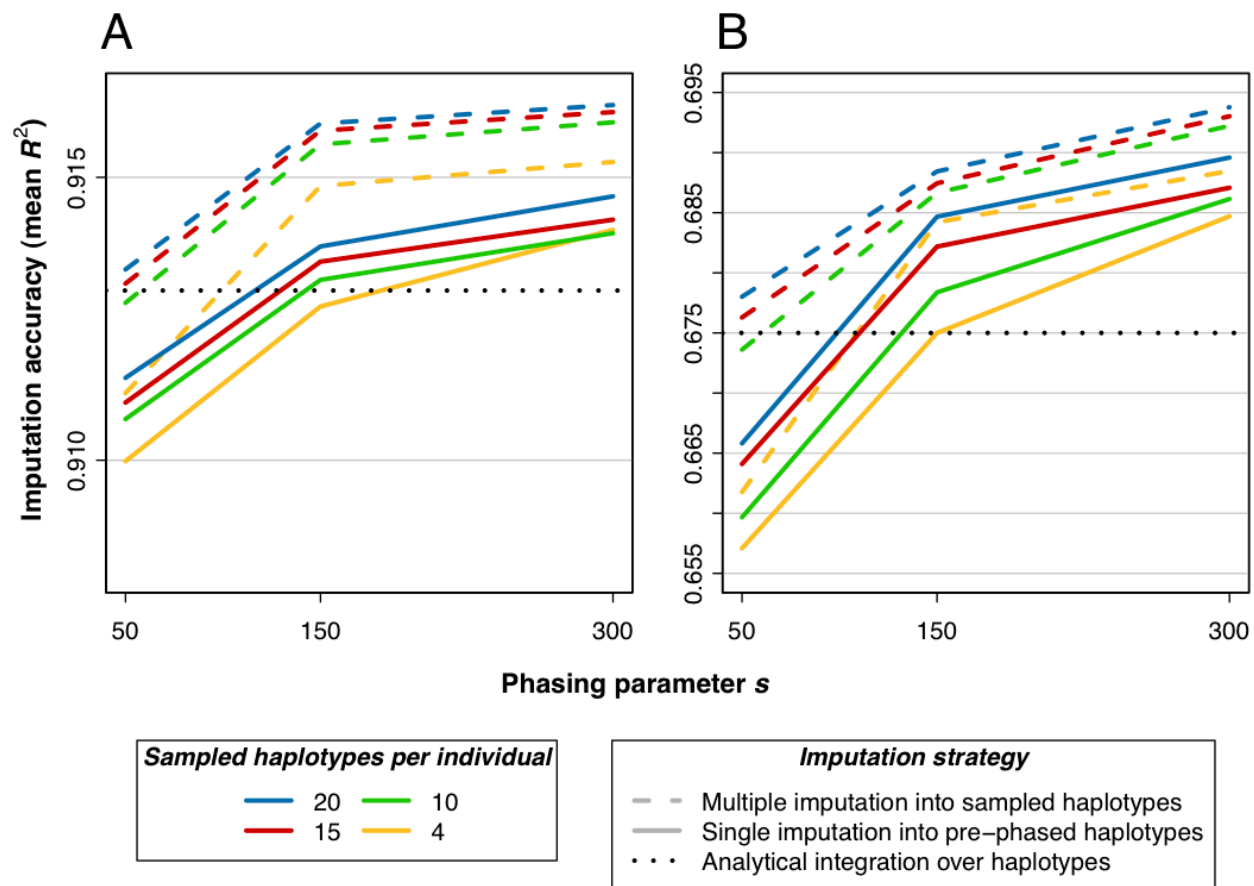 A
B
Imputation accuracy (mean R²)
0.915
0.910
0.695
0.685
0.675
0.665
0.655
50 150 300
50 150 300
Phasing parameter s
Sampled haplotypes per individual
20 10
15 4
Imputation strategy
Multiple imputation into sampled haplotypes
Single imputation into pre−phased haplotypes
Analytical integration over haplotypes